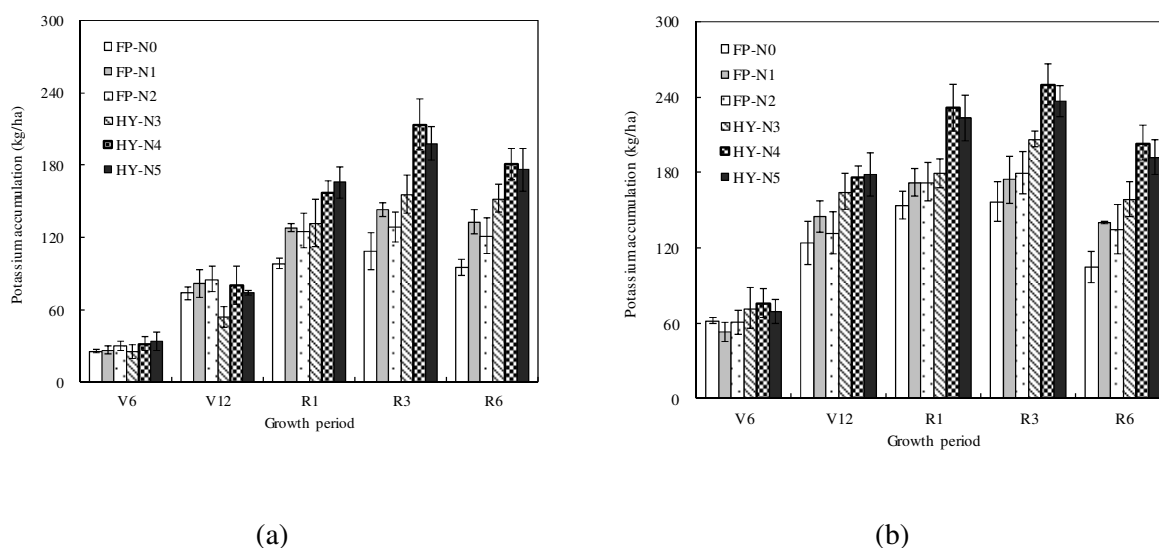 300
240
180
120
60
0
Potassium accumulation (kg/ha)
FP-N0
FP-N1
FP-N2
HY-N3
HY-N4
HY-N5
V6 V12 R1 R3 R6
Growth period
(a)
300
240
180
120
60
0
Potassium accumulation (kg/ha)
FP-N0
FP-N1
FP-N2
HY-N3
HY-N4
HY-N5
V6 V12 R1 R3 R6
Growth period
(b)